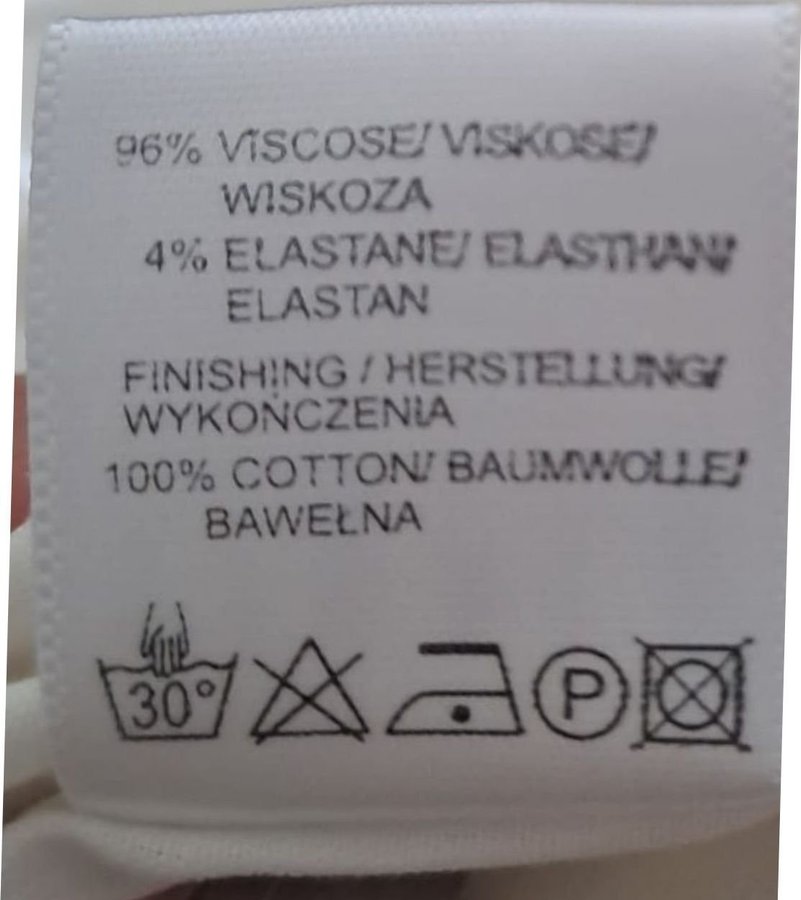 96% VISCOSE/ VISKOSE/
WISKOZA
4% ELASTANE/ ELASTHAN/
ELASTAN
FINISHING / HERSTELLUNG/
WYKOŃCZENIA
100% COTTON/ BAUMWOLLE/
BAWEŁNA
30° P